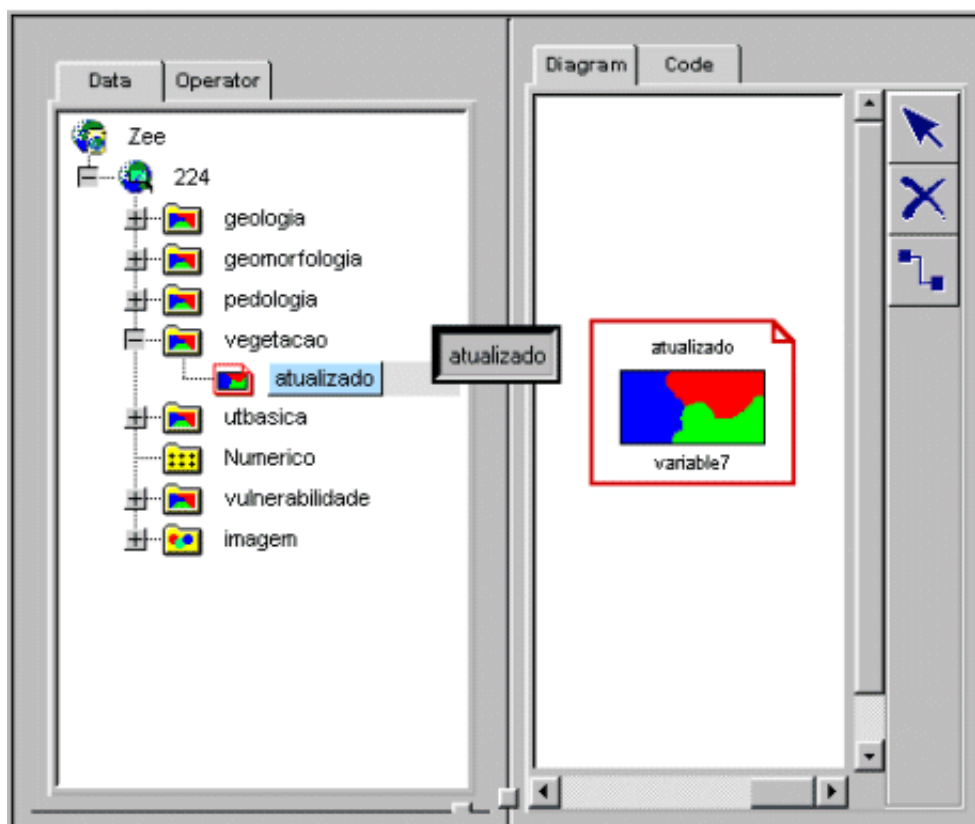 Data Operator
Zee
224
geologia
geomorfologia
pedologia
vegetacao
atualizado
utbasica
Numerico
vulnerabilidade
imagem
atualizado
Diagram Code
atualizado
variable7